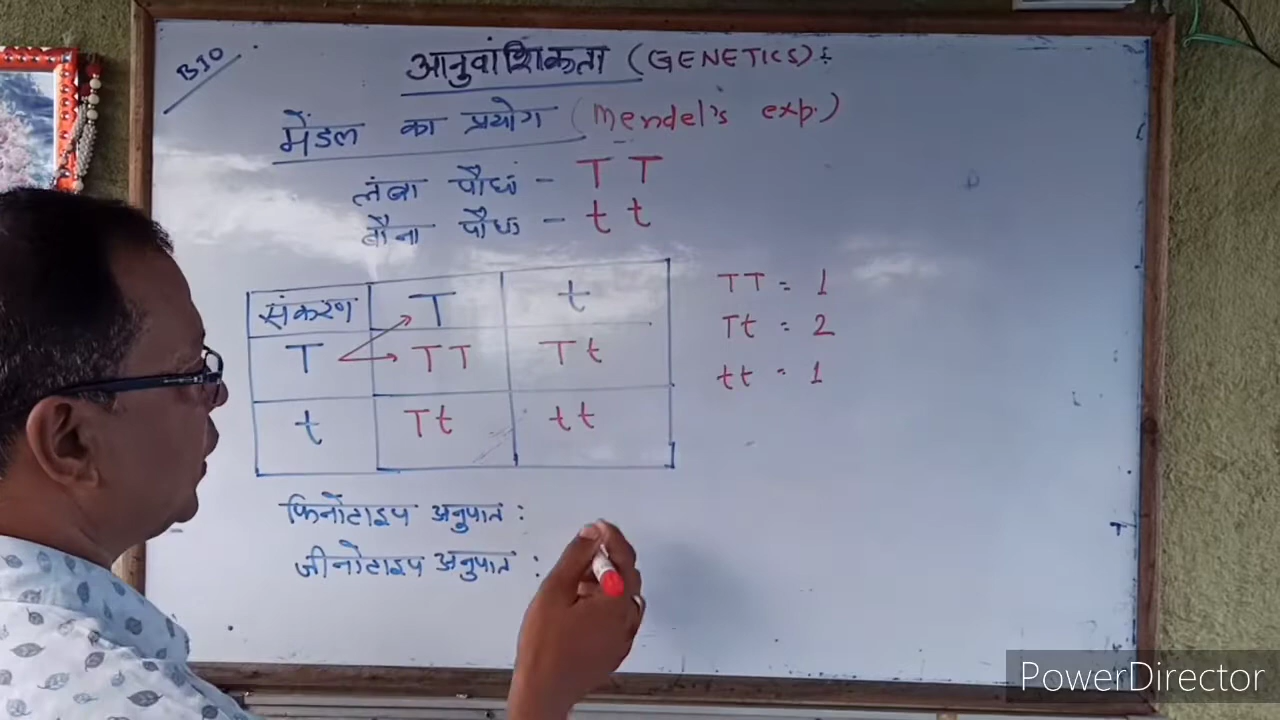 BIO
आनुवांशिकता (GENETICS):
मेंडल का प्रयोग (Mendel's exp.)
लंबा पौधा - T T
बौना पौधा - t t
संकरण T t
T TT Tt
t Tt tt
TT = 1
Tt = 2
tt = 1
फिनोटाइप अनुपात :
जीनोटाइप अनुपात :
PowerDirector